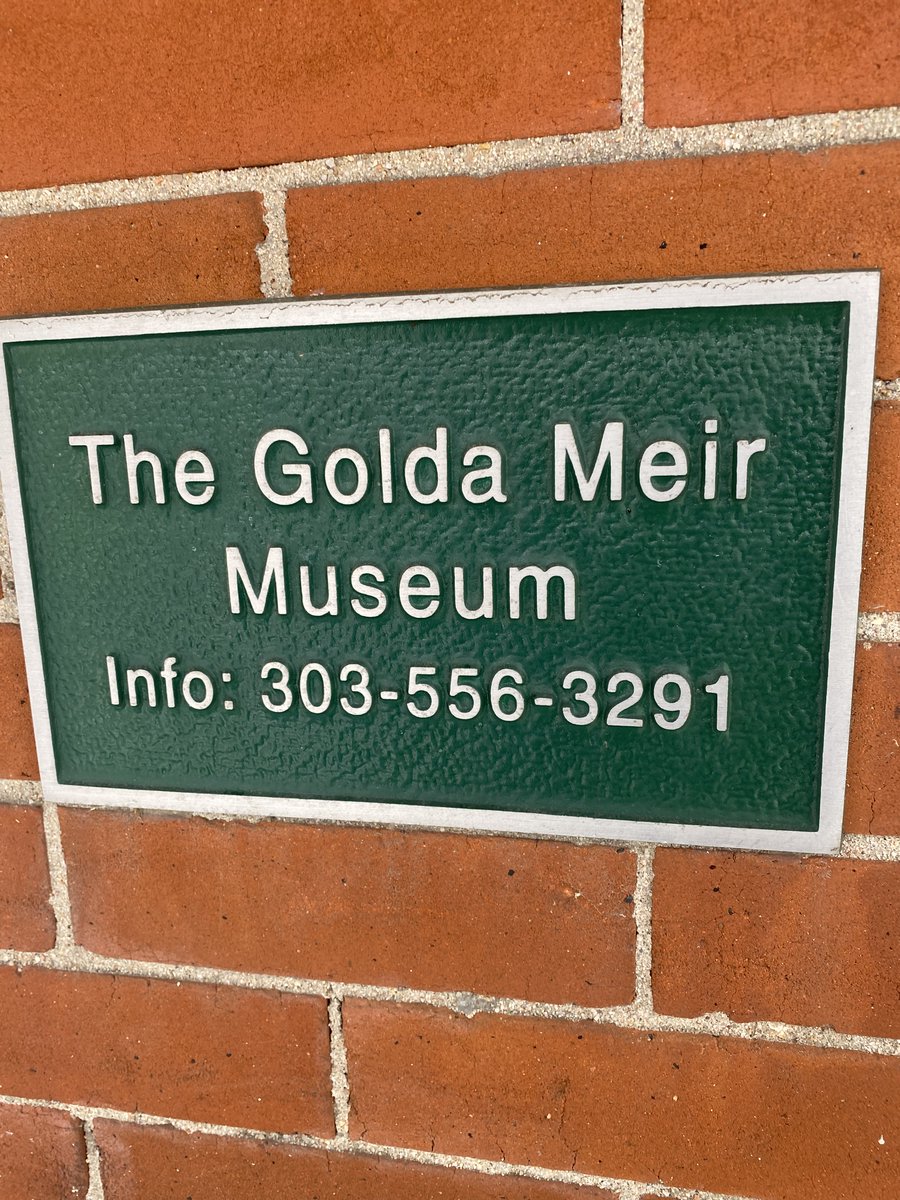 The Golda Meir
Museum
Info: 303-556-3291